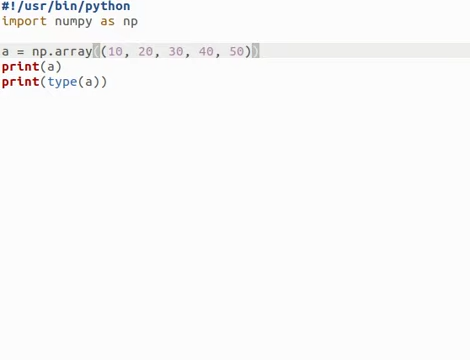 #!/usr/bin/python
import numpy as np
a = np.array((10, 20, 30, 40, 50))
print(a)
print(type(a))